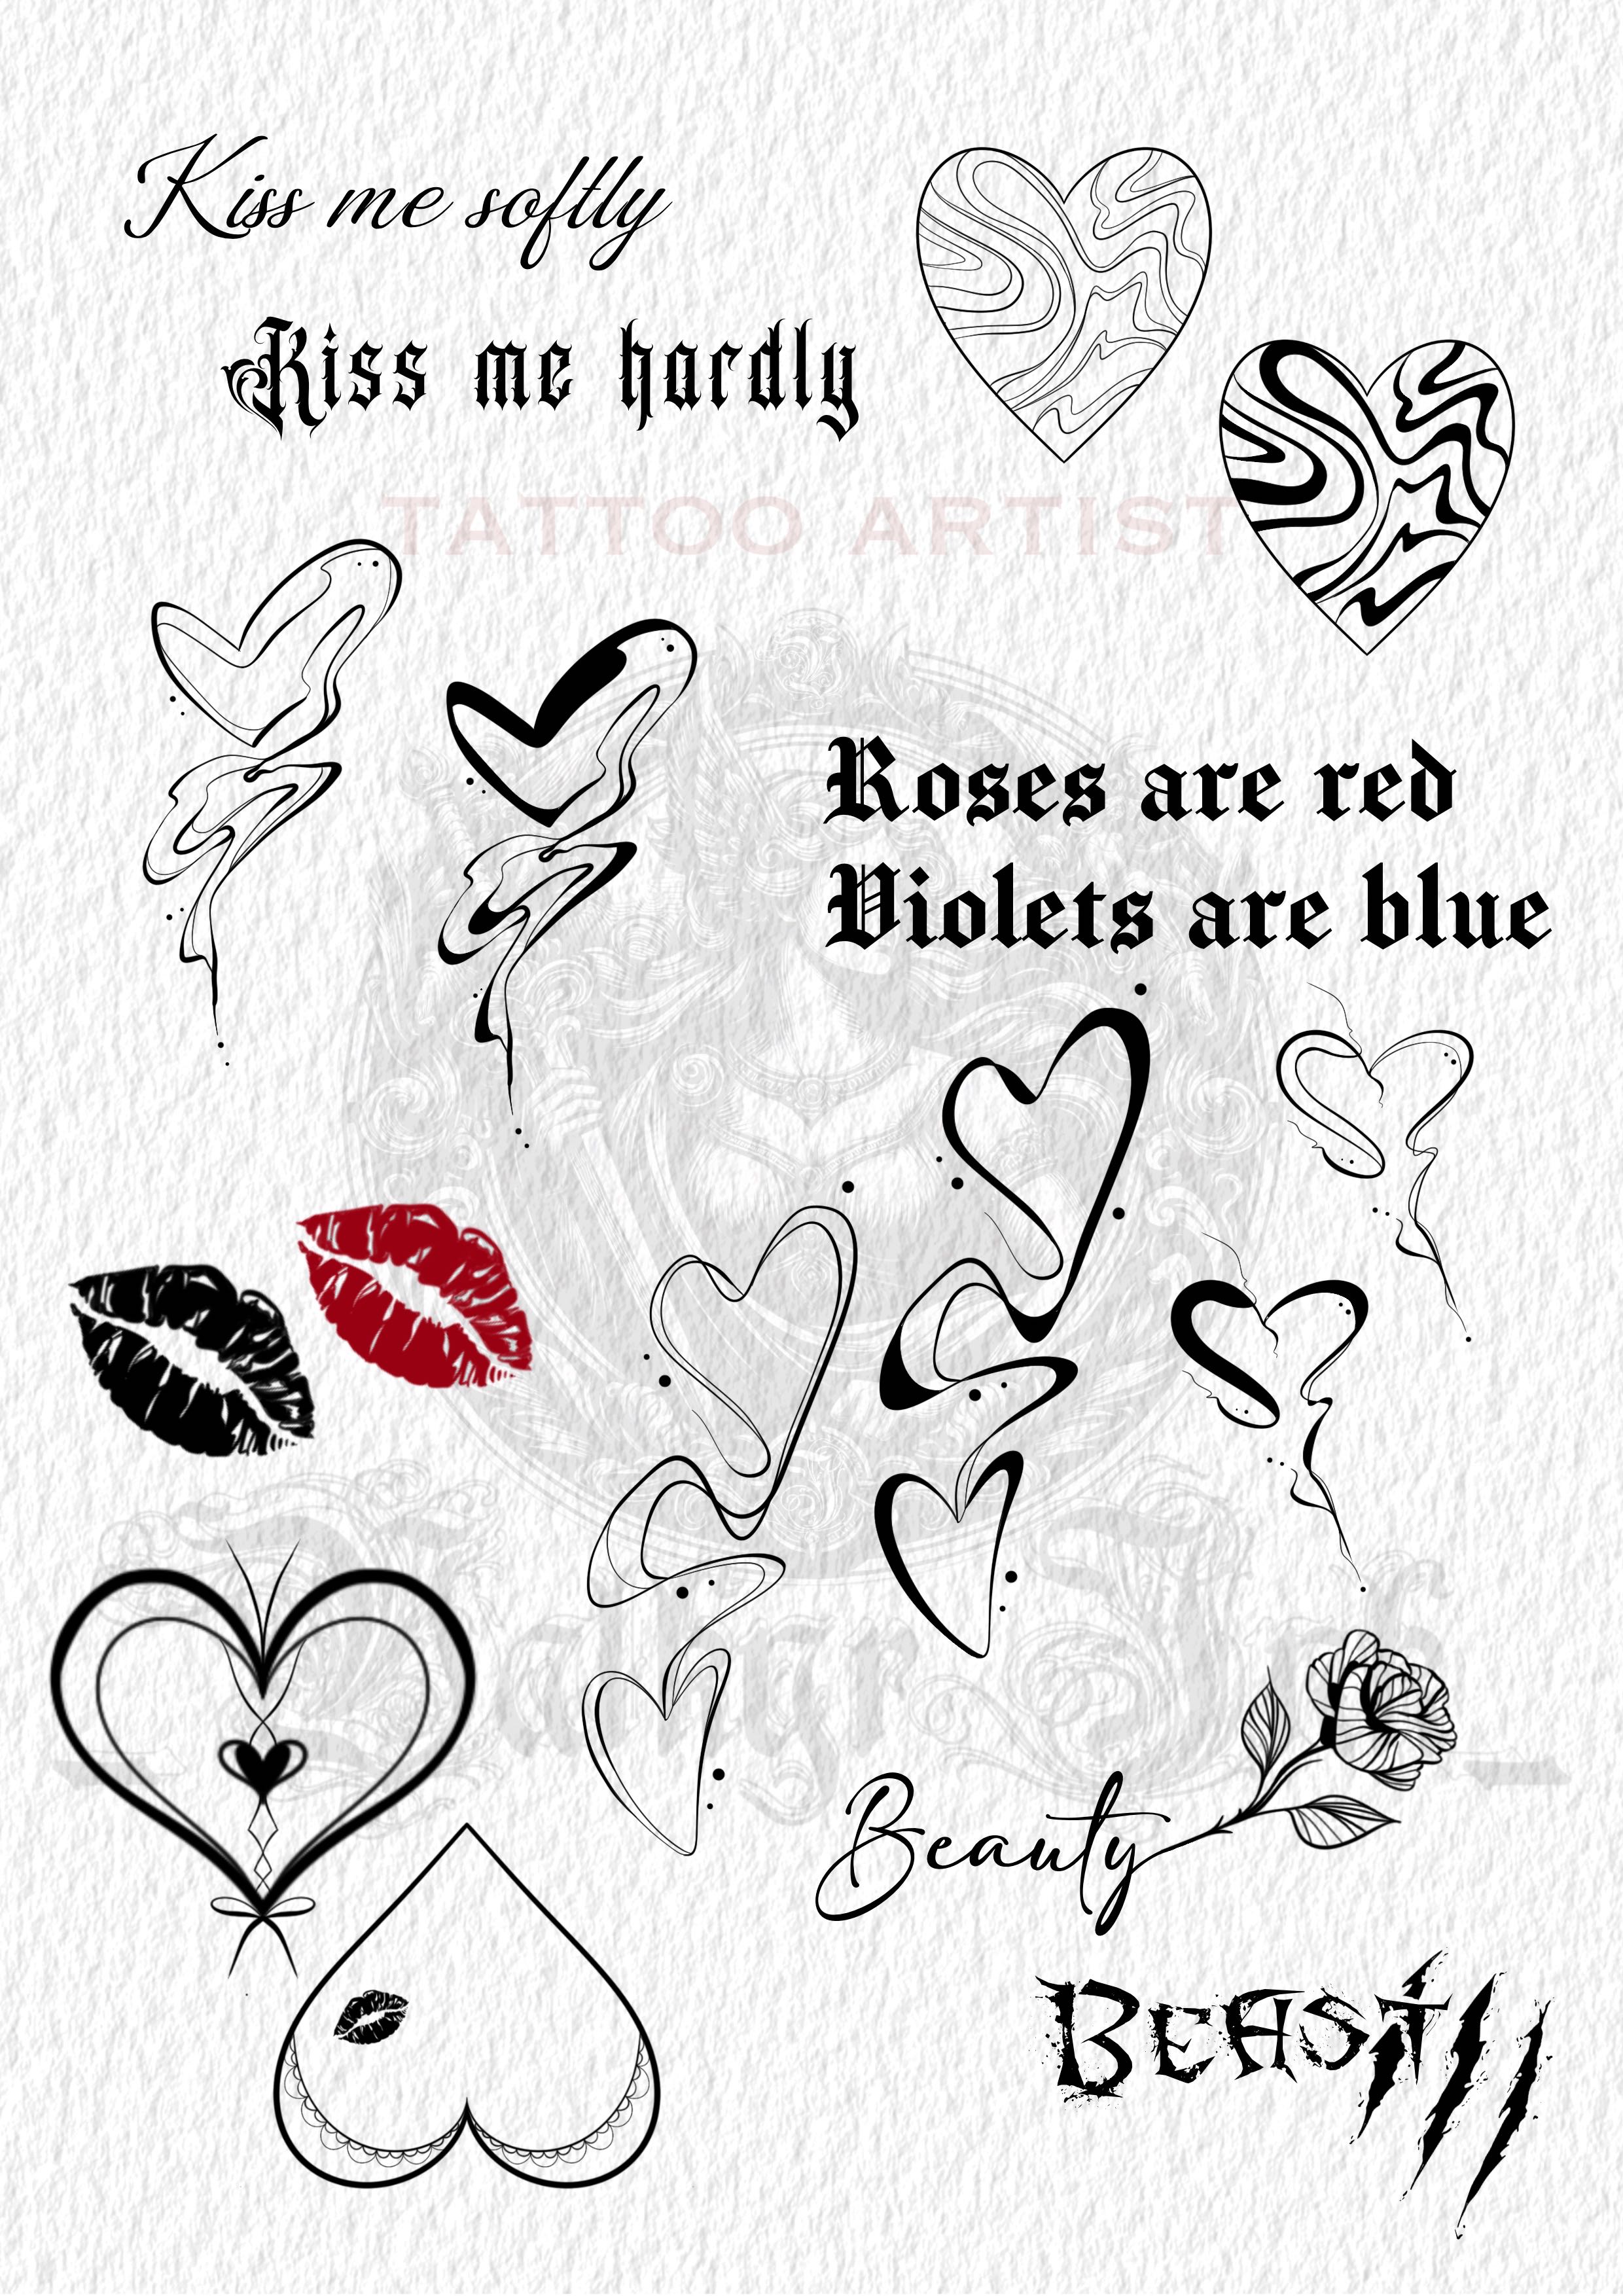 Kiss me softly
Kiss me hardly
TATTOO ARTIST
Roses are red
Violets are blue
Beauty
BEAST